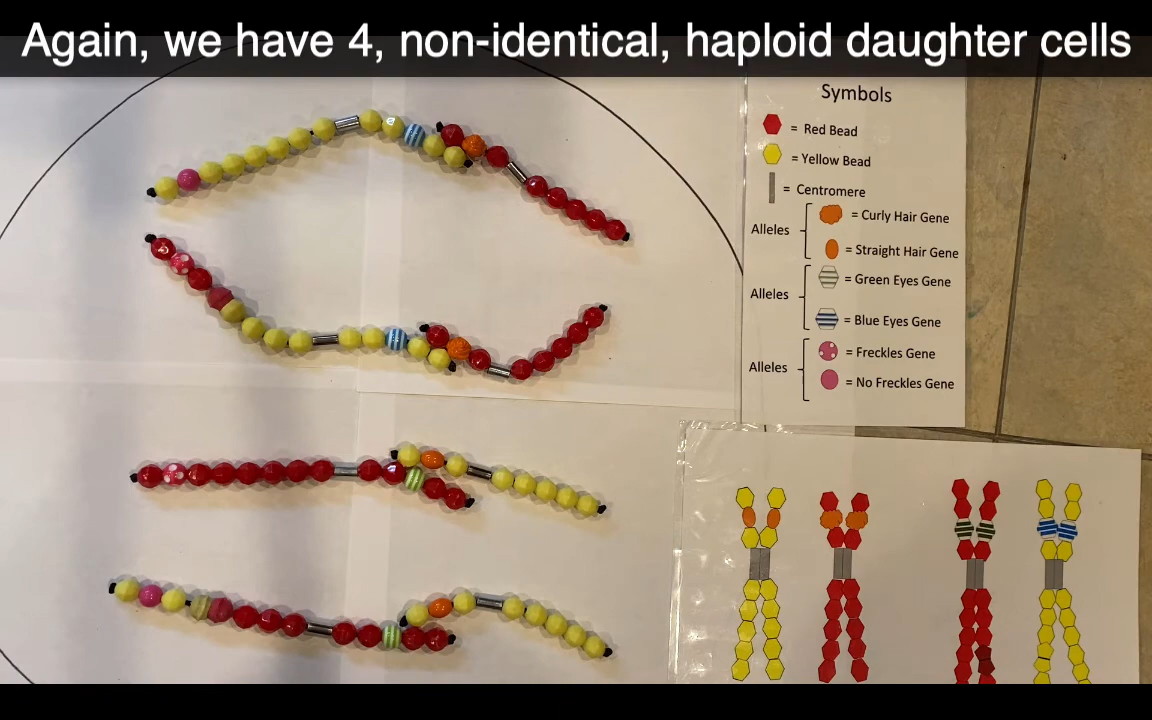 Again, we have 4, non-identical, haploid daughter cells
Symbols
= Red Bead
= Yellow Bead
= Centromere
Alleles
= Curly Hair Gene
= Straight Hair Gene
Alleles
= Green Eyes Gene
= Blue Eyes Gene
Alleles
= Freckles Gene
= No Freckles Gene